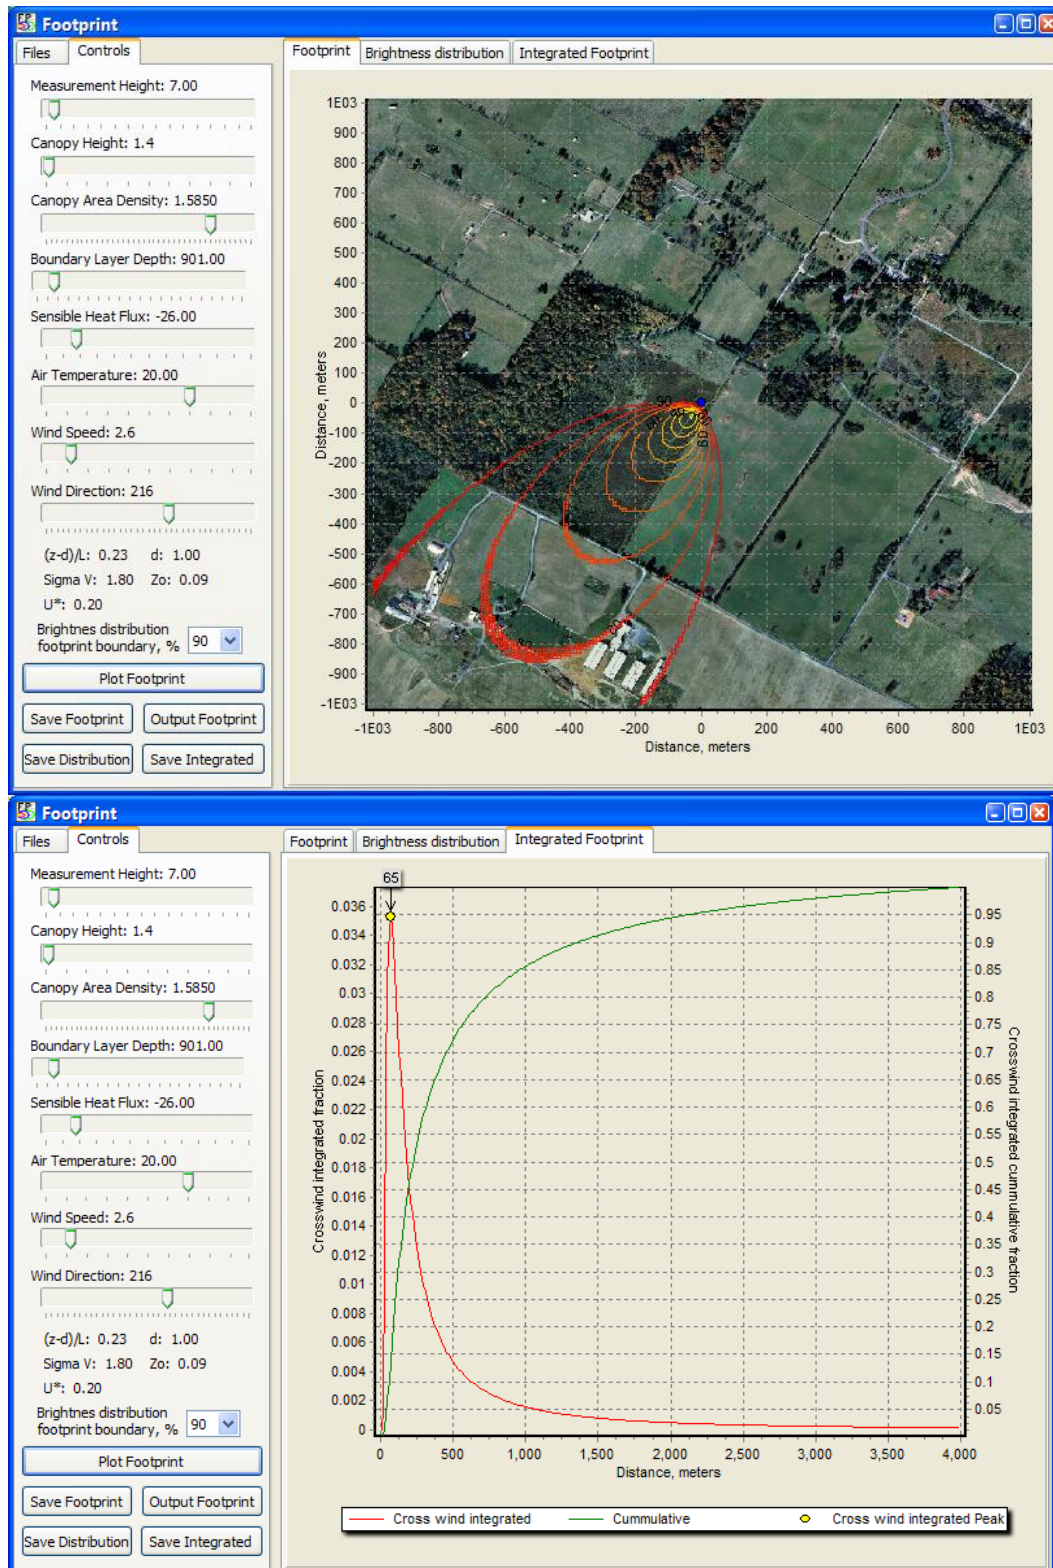 Footprint
Files Controls
Footprint Brightness distribution Integrated Footprint
Measurement Height: 7.00
Canopy Height: 1.4
Canopy Area Density: 1.5850
Boundary Layer Depth: 901.00
Sensible Heat Flux: -26.00
Air Temperature: 20.00
Wind Speed: 2.6
Wind Direction: 216
(z-d)/L: 0.23 d: 1.00
Sigma V: 1.80 Zo: 0.09
U*: 0.20
Brightnes distribution
footprint boundary, % 90
Plot Footprint
Save Footprint Output Footprint
Save Distribution Save Integrated
1E03
900
800
700
600
500
400
300
200
100
0
-100
-200
-300
-400
-500
-600
-700
-800
-900
-1E03
Distance, meters
90
-1E03 -800 -600 -400 -200 0 200 400 600 800 1E03
Distance, meters
Footprint
Files Controls
Footprint Brightness distribution Integrated Footprint
Measurement Height: 7.00
Canopy Height: 1.4
Canopy Area Density: 1.5850
Boundary Layer Depth: 901.00
Sensible Heat Flux: -26.00
Air Temperature: 20.00
Wind Speed: 2.6
Wind Direction: 216
(z-d)/L: 0.23 d: 1.00
Sigma V: 1.80 Zo: 0.09
U*: 0.20
Brightnes distribution
footprint boundary, % 90
Plot Footprint
Save Footprint Output Footprint
Save Distribution Save Integrated
65
0.036
0.034
0.032
0.03
0.028
0.026
0.024
0.022
0.02
0.018
0.016
0.014
0.012
0.01
0.008
0.006
0.004
0.002
0
Crosswind integrated fraction
0.95
0.9
0.85
0.8
0.75
0.7
0.65
0.6
0.55
0.5
0.45
0.4
0.35
0.3
0.25
0.2
0.15
0.1
0.05
Crosswind integrated cummulative fraction
0 500 1,000 1,500 2,000 2,500 3,000 3,500 4,000
Distance, meters
Cross wind integrated Cummulative Cross wind integrated Peak